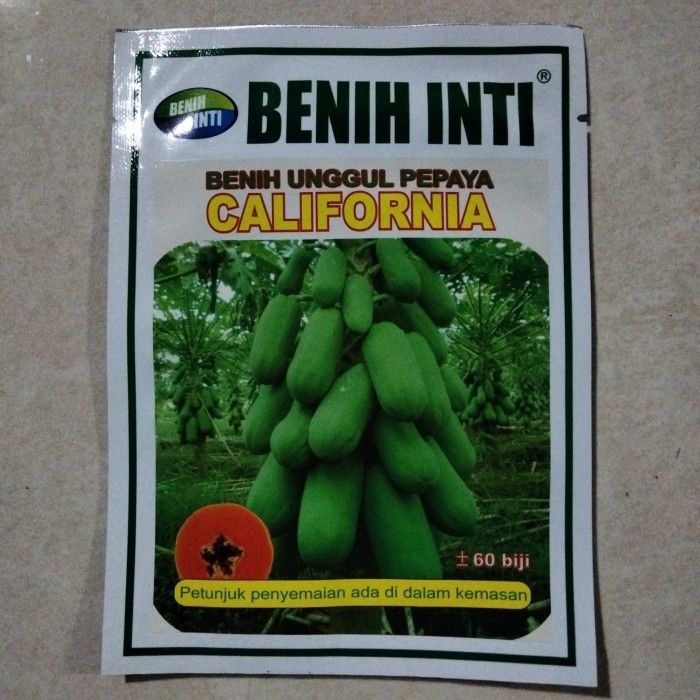 BENIH
INTI
BENIH INTI®
BENIH UNGGUL PEPAYA
CALIFORNIA
± 60 biji
Petunjuk penyemaian ada di dalam kemasan